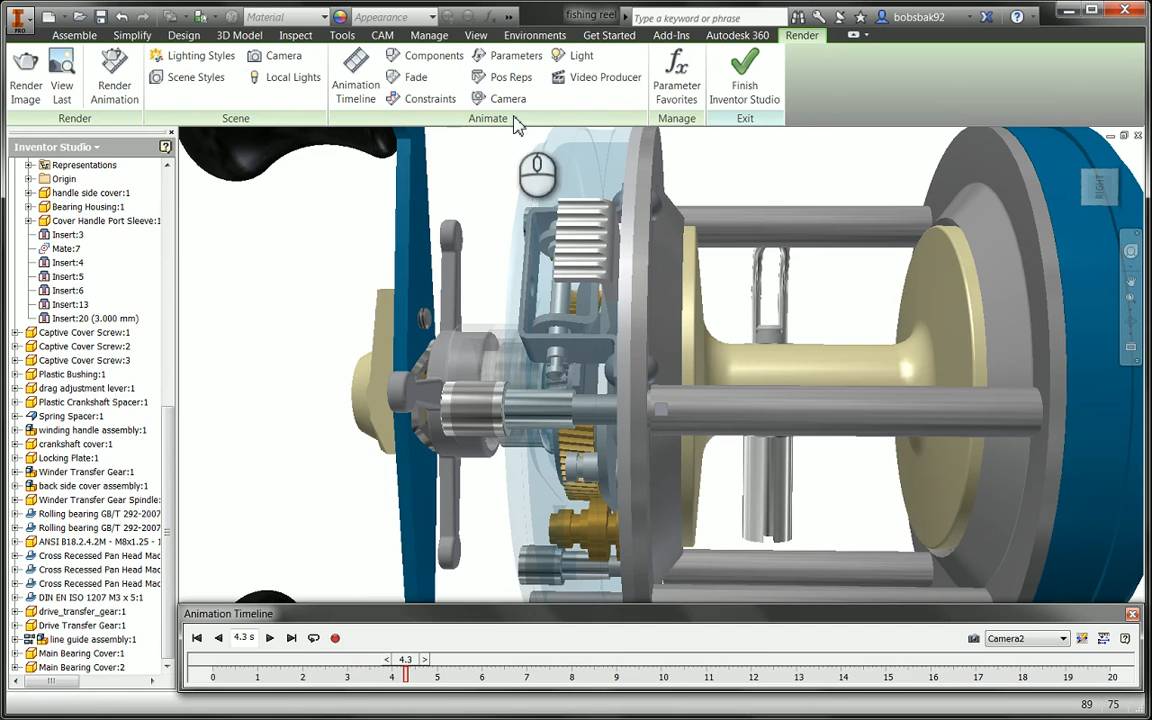 PRO
Material
Appearance
fishing reel
Type a keyword or phrase
bobsbak92
Assemble Simplify Design 3D Model Inspect Tools CAM Manage View Environments Get Started Add-Ins Autodesk 360 Render
Render Image
View Last
Render Animation
Render
Lighting Styles
Scene Styles
Camera
Local Lights
Scene
Animation Timeline
Components
Fade
Constraints
Parameters
Pos Reps
Camera
Light
Video Producer
Animate
Parameter Favorites
Manage
Finish Inventor Studio
Exit
Inventor Studio
Representations
Origin
handle side cover:1
Bearing Housing:1
Cover Handle Port Sleeve:1
Insert:3
Mate:7
Insert:4
Insert:5
Insert:6
Insert:13
Insert:20 (3.000 mm)
Captive Cover Screw:1
Captive Cover Screw:2
Captive Cover Screw:3
Plastic Bushing:1
drag adjustment lever:1
Plastic Crankshaft Spacer:1
Spring Spacer:1
winding handle assembly:1
crankshaft cover:1
Locking Plate:1
Winder Transfer Gear:1
back side cover assembly:1
Winder Transfer Gear Spindle:
Rolling bearing GB/T 292-2007
Rolling bearing GB/T 292-2007
ANSI B18.2.4.2M - M8x1.25 - 1
Cross Recessed Pan Head Mac
Cross Recessed Pan Head Mac
Cross Recessed Pan Head Mac
DIN EN ISO 1207 M3 x 5:1
drive_transfer_gear:1
Drive Transfer Gear:1
line guide assembly:1
Main Bearing Cover:1
Main Bearing Cover:2
RIGHT
Animation Timeline
4.3 s
Camera2
< 4.3 >
0 1 2 3 4 5 6 7 8 9 10 11 12 13 14 15 16 17 18 19 20
89 75